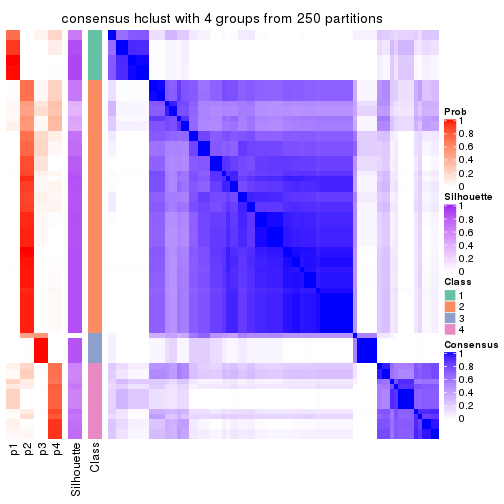 consensus hclust with 4 groups from 250 partitions
Prob
1
0.8
0.6
0.4
0.2
0
Silhouette
1
0.8
0.6
0.4
0.2
0
Class
1
2
3
4
Consensus
1
0.8
0.6
0.4
0.2
0
p1
p2
p3
p4
Silhouette
Class